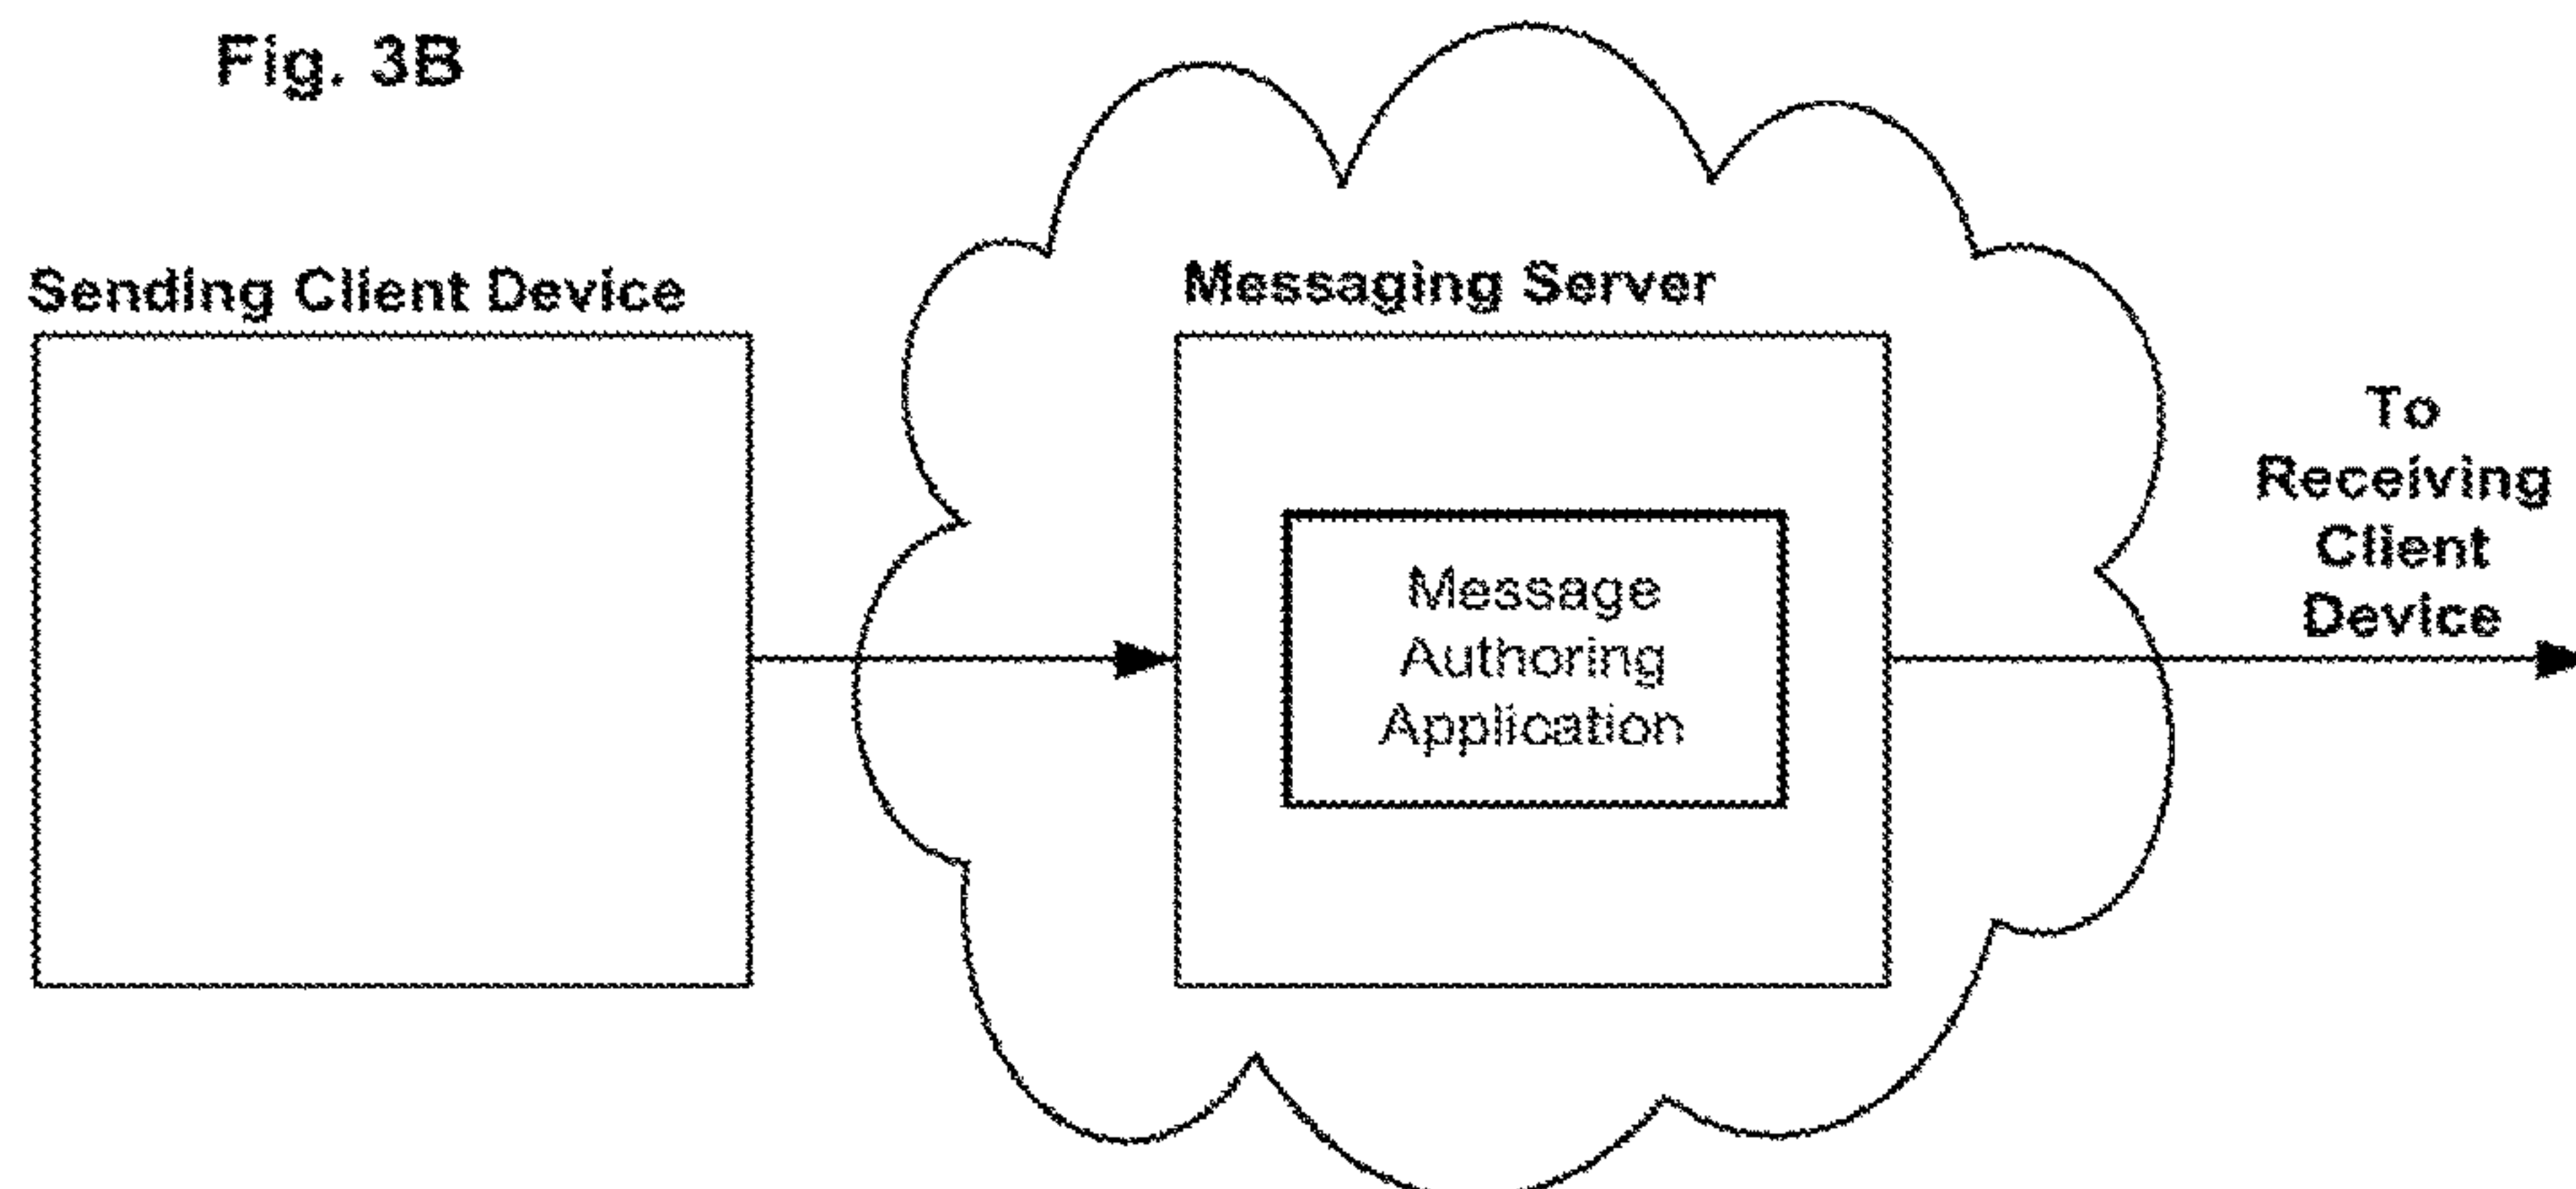 Fig. 3B
Sending Client Device
Messaging Server
Message
Authoring
Application
To
Receiving
Client
Device